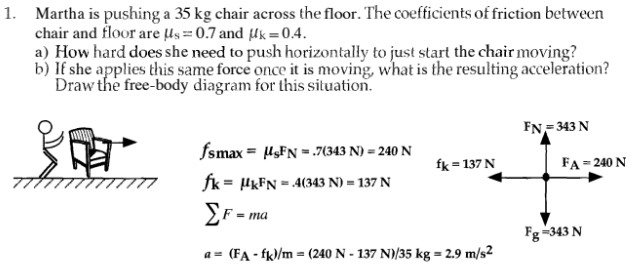 1. Martha is pushing a 35 kg chair across the floor. The coefficients of friction between
chair and floor are μs = 0.7 and μk = 0.4.
a) How hard does she need to push horizontally to just start the chair moving?
b) If she applies this same force once it is moving, what is the resulting acceleration?
Draw the free-body diagram for this situation.
fsmax = μsFN = .7(343 N) = 240 N
fk = μkFN = .4(343 N) = 137 N
∑F = ma
a = (FA - fk)/m = (240 N - 137 N)/35 kg = 2.9 m/s²
FN = 343 N
fk = 137 N
FA = 240 N
Fg =343 N